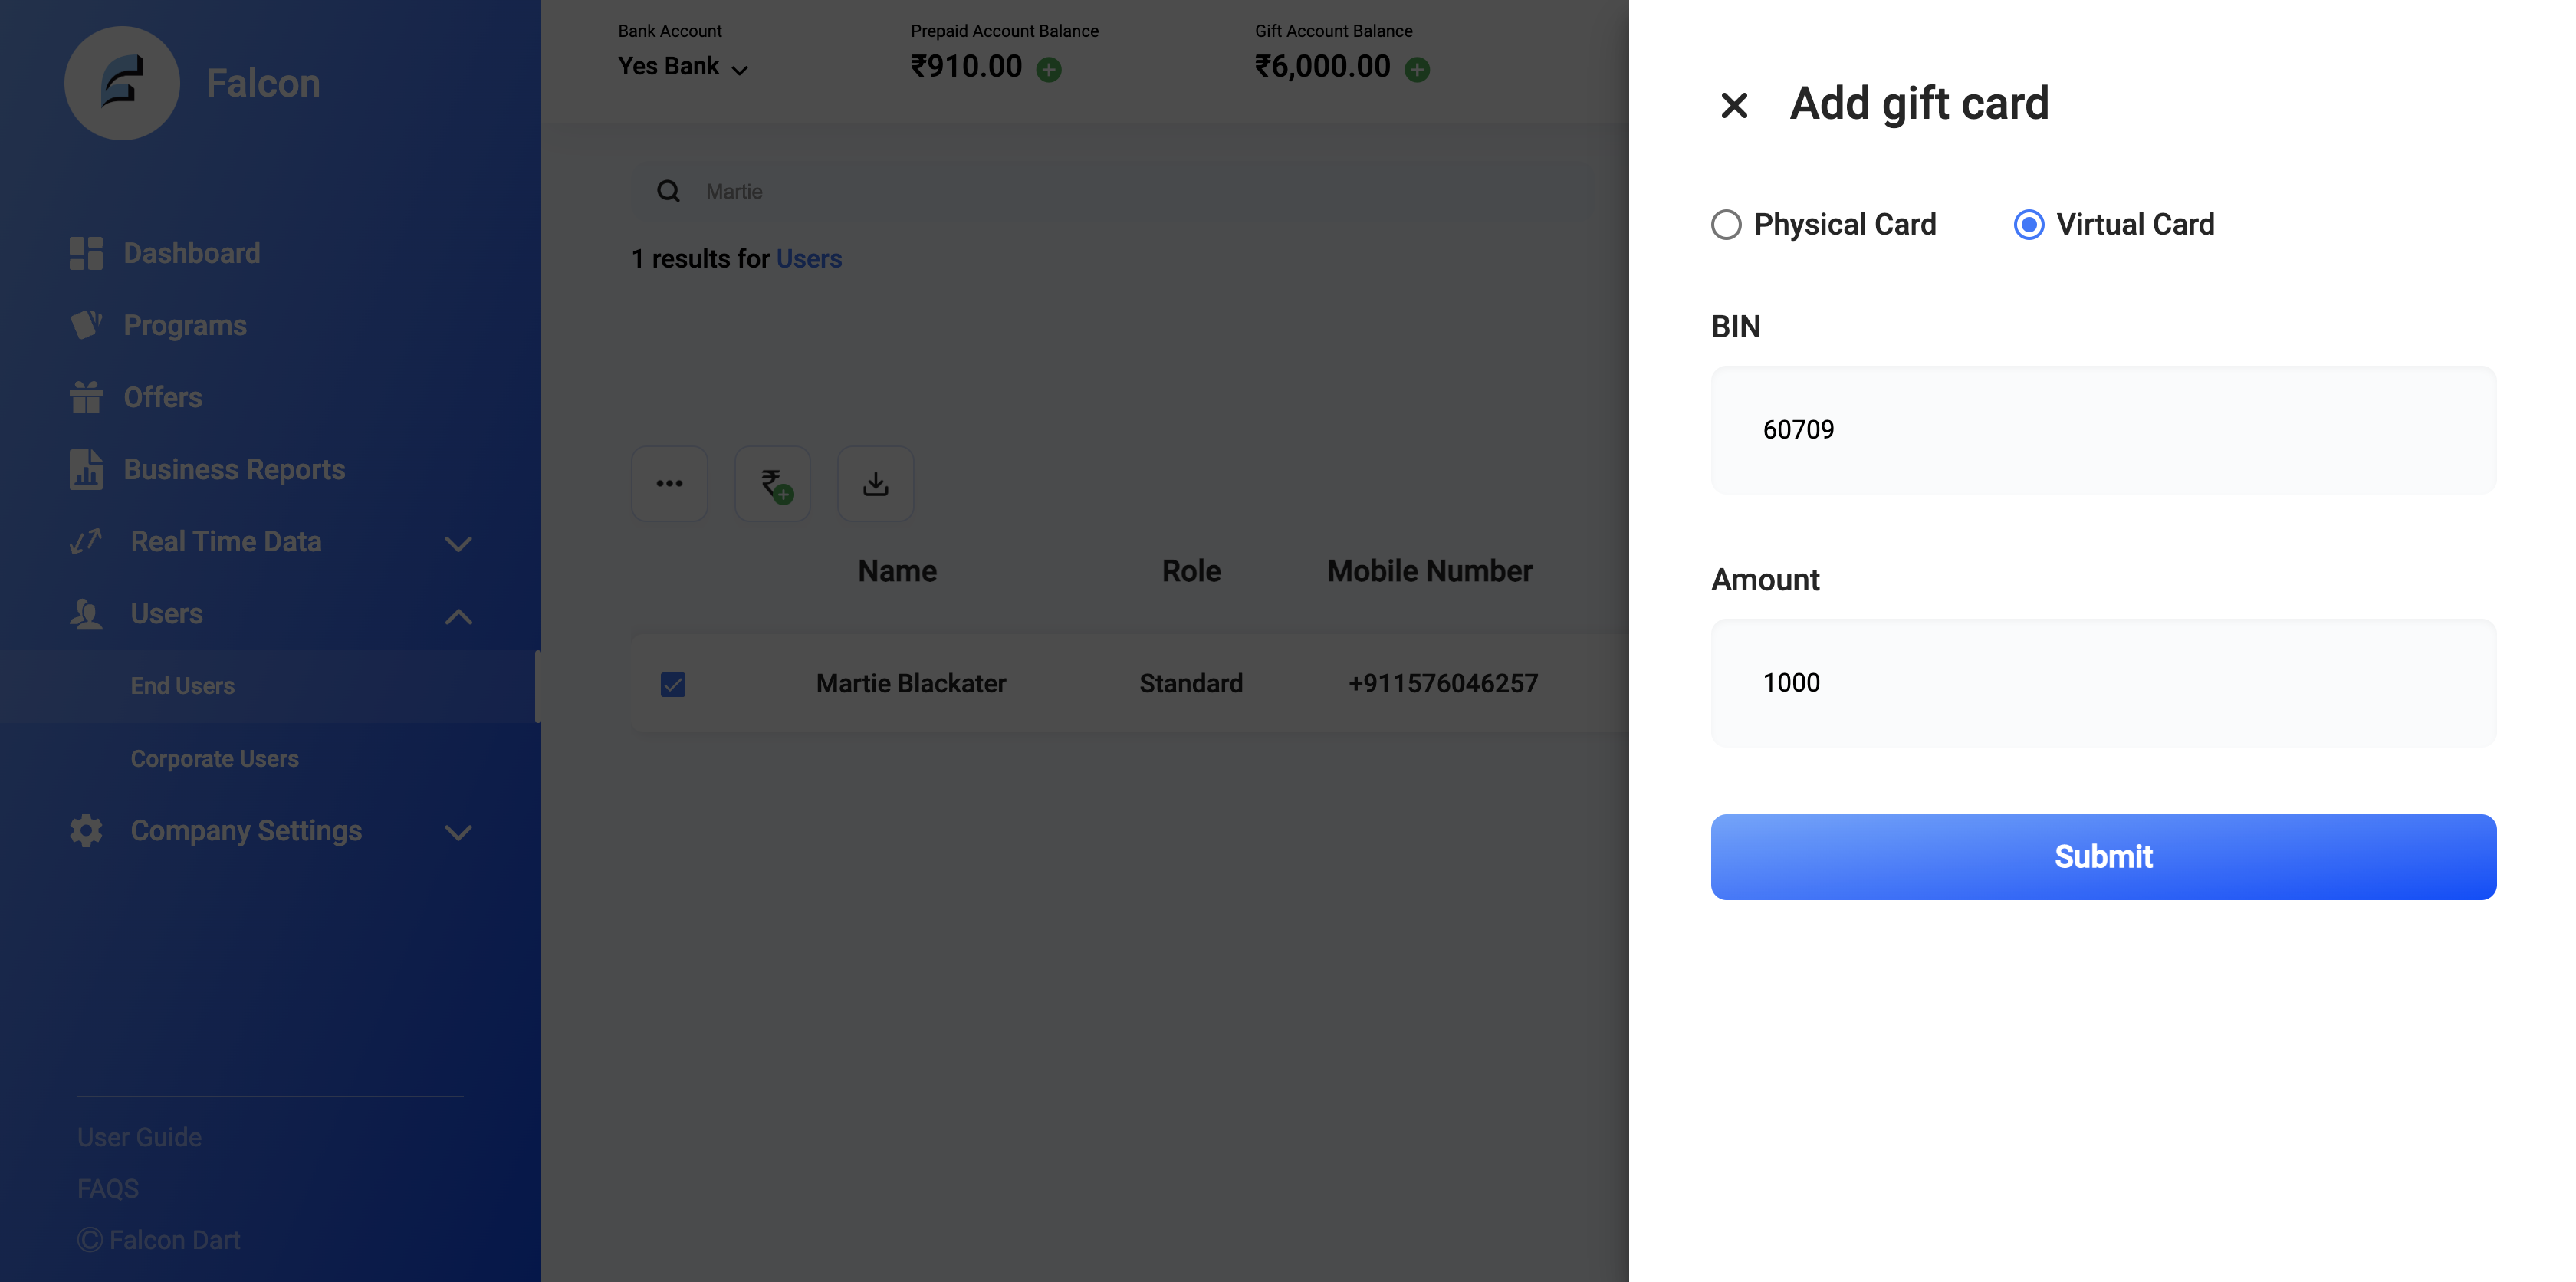 Falcon
Dashboard
Programs
Offers
Business Reports
Real Time Data
Users
End Users
Corporate Users
Company Settings
User Guide
FAQS
© Falcon Dart
Bank Account
Yes Bank
Prepaid Account Balance
₹910.00
Gift Account Balance
₹6,000.00
Martie
1 results for Users
₹
Name Role Mobile Number
Martie Blackater Standard +911576046257
Add gift card
Physical Card Virtual Card
BIN
60709
Amount
1000
Submit